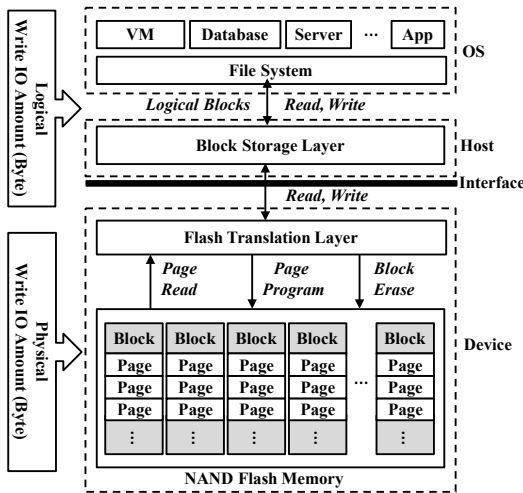 Logical
Write IO Amount (Byte)
VM
Database
Server
...
App
OS
File System
Logical Blocks
Read, Write
Block Storage Layer
Host
Interface
Read, Write
Physical
Write IO Amount (Byte)
Flash Translation Layer
Page
Read
Page
Program
Block
Erase
Device
Block Block Block Block Block
Page Page Page Page Page
Page Page Page Page ... Page
Page Page Page Page Page
⋮ ⋮ ⋮ ⋮ ⋮
NAND Flash Memory